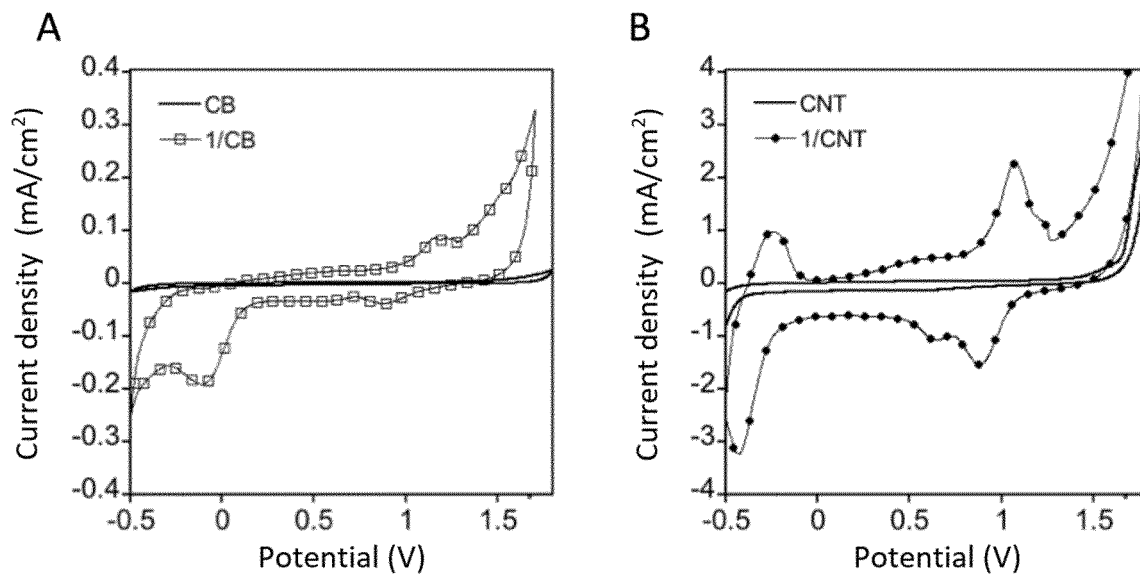 A
Current density (mA/cm²)
0.4
0.3
0.2
0.1
0
-0.1
-0.2
-0.3
-0.4
CB
1/CB
-0.5
0
0.5
1
1.5
Potential (V)
B
Current density (mA/cm²)
4
3
2
1
0
-1
-2
-3
-4
CNT
1/CNT
-0.5
0
0.5
1
1.5
Potential (V)